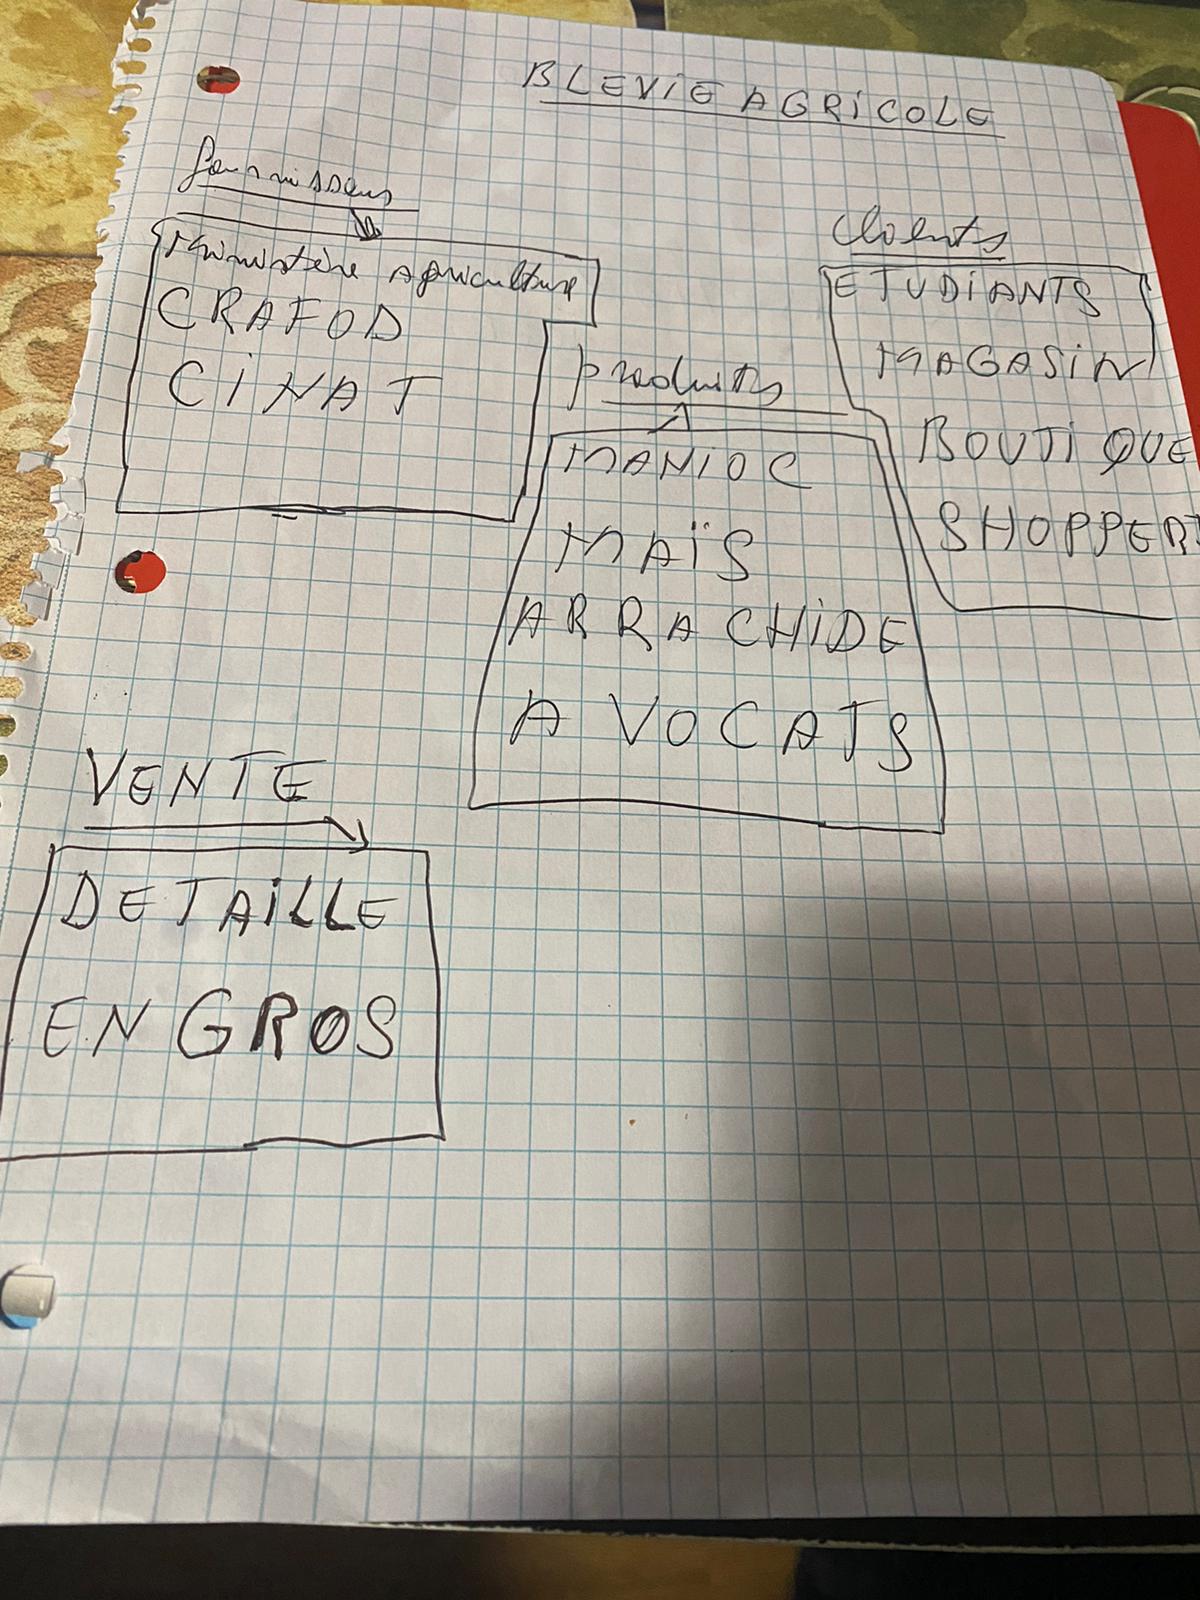 BLEVIE AGRICOLE
fournisseurs
Ministère agriculture
CRAFOD
CINAT
clients
ETUDIANTS
MAGASIN
BOUTIQUE
SHOPPERT
produits
MANIOC
MAÏS
ARRACHIDE
AVOCATS
VENTE
DETAILLE
EN GROS